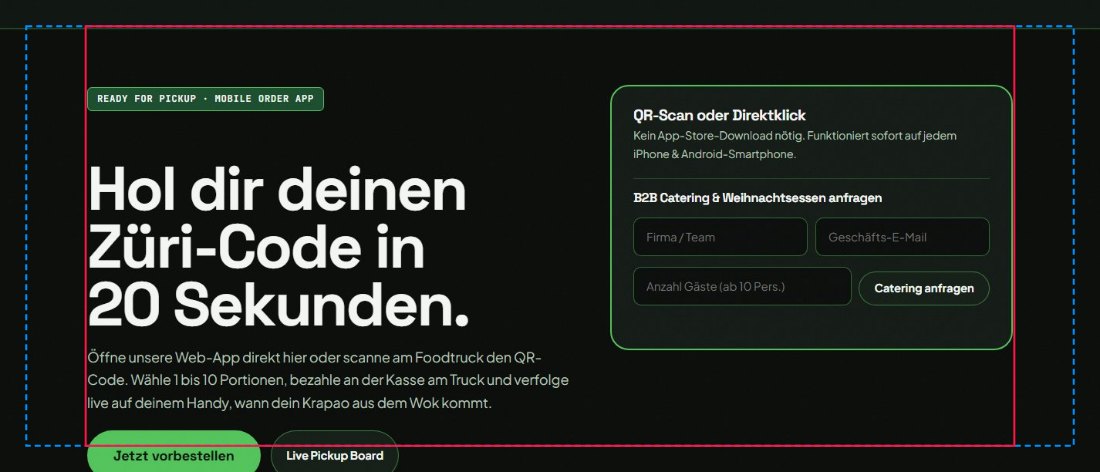 READY FOR PICKUP · MOBILE ORDER APP
Hol dir deinen
Züri-Code in
20 Sekunden.
Öffne unsere Web-App direkt hier oder scanne am Foodtruck den QR-
Code. Wähle 1 bis 10 Portionen, bezahle an der Kasse am Truck und verfolge
live auf deinem Handy, wann dein Krapao aus dem Wok kommt.
Jetzt vorbestellen
Live Pickup Board
QR-Scan oder Direktklick
Kein App-Store-Download nötig. Funktioniert sofort auf jedem
iPhone & Android-Smartphone.
B2B Catering & Weihnachtsessen anfragen
Firma / Team
Geschäfts-E-Mail
Anzahl Gäste (ab 10 Pers.)
Catering anfragen